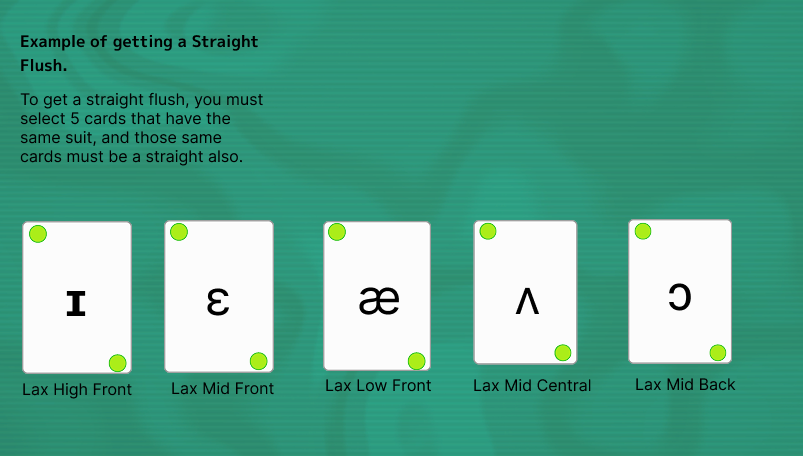 Example of getting a Straight
Flush.
To get a straight flush, you must
select 5 cards that have the
same suit, and those same
cards must be a straight also.
ɪ ɛ æ ʌ ɔ
Lax High Front Lax Mid Front Lax Low Front Lax Mid Central Lax Mid Back